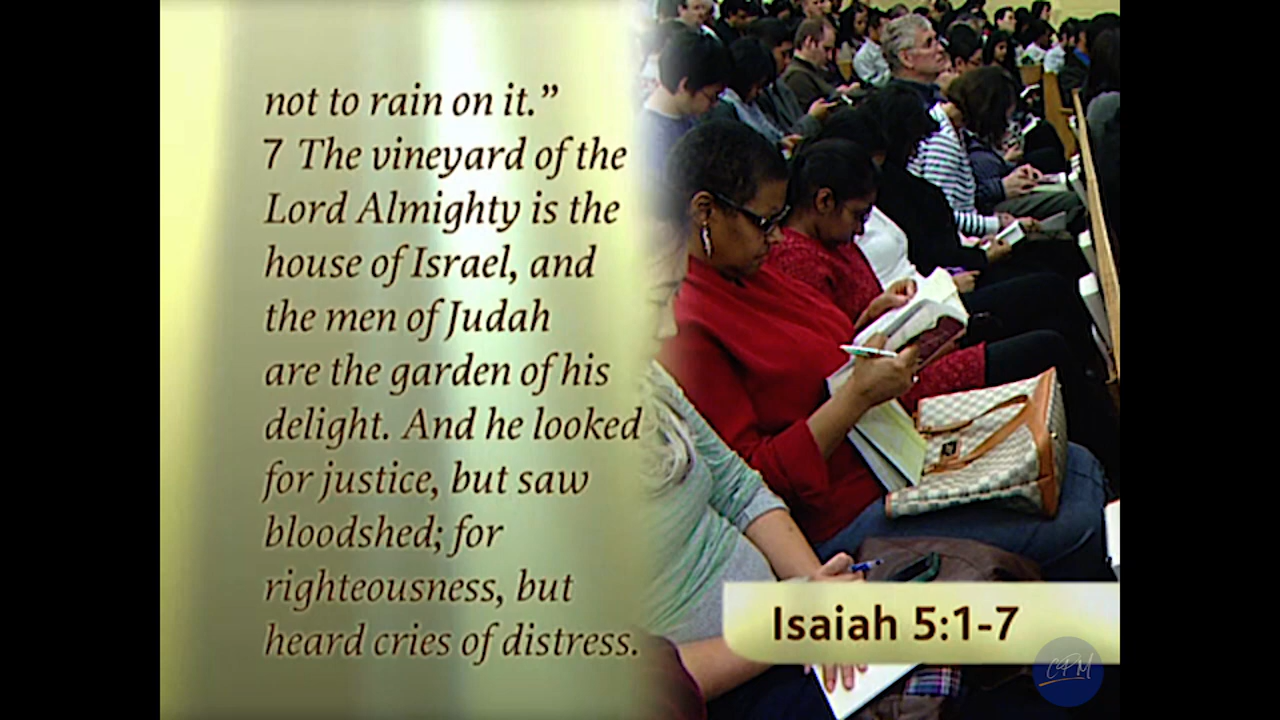 not to rain on it.”
7 The vineyard of the
Lord Almighty is the
house of Israel, and
the men of Judah
are the garden of his
delight. And he looked
for justice, but saw
bloodshed; for
righteousness, but
heard cries of distress.
Isaiah 5:1-7
CPM